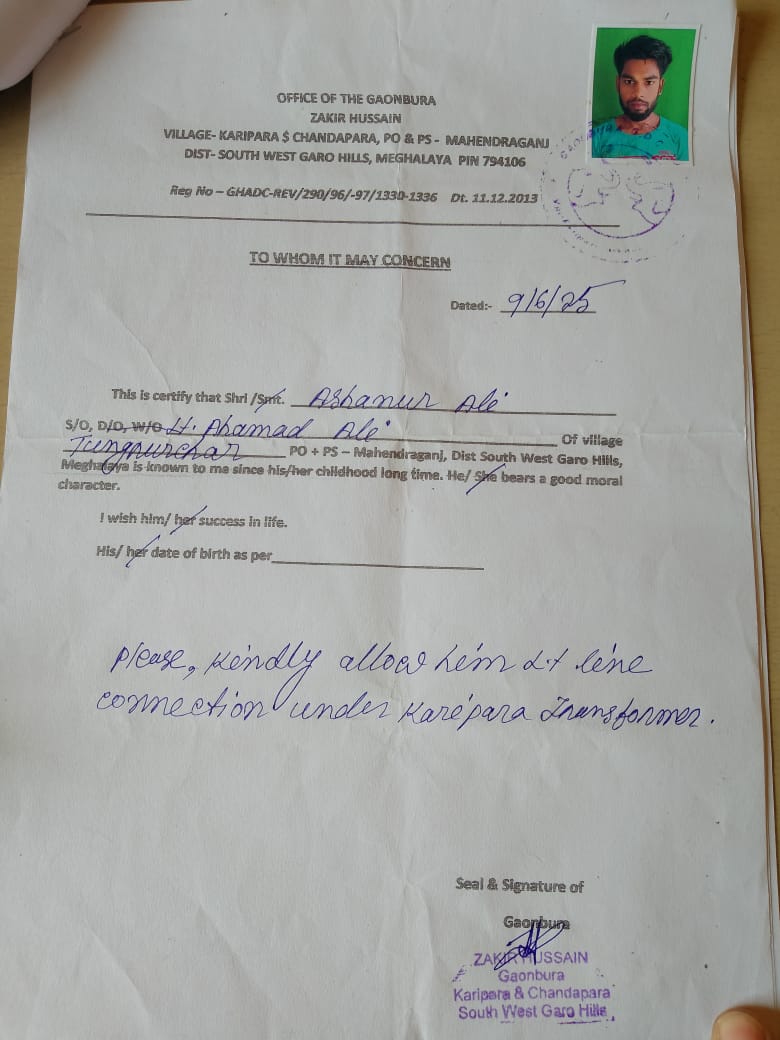 OFFICE OF THE GAONBURA
ZAKIR HUSSAIN
VILLAGE- KARIPARA $ CHANDAPARA, PO & PS - MAHENDRAGANJ
DIST- SOUTH WEST GARO HILLS, MEGHALAYA PIN 794106
Reg No – GHADC-REV/290/96/-97/1330-1336 Dt. 11.12.2013
TO WHOM IT MAY CONCERN
Dated:- 9/6/25
This is certify that Shri /Smt. Ashanur Ali
S/O, D/O, W/O Lt. Ahamad Ali Of village
Tungrurchar PO + PS – Mahendraganj, Dist South West Garo Hills,
Meghalaya is known to me since his/her childhood long time. He/ She bears a good moral
character.
I wish him/ her success in life.
His/ her date of birth as per
Please, Kindly allow him L.t line
connection under Karipara Transformer.
Seal & Signature of
Gaonbura
ZAKIR HUSSAIN
Gaonbura
Karipara & Chandapara
South West Garo Hills